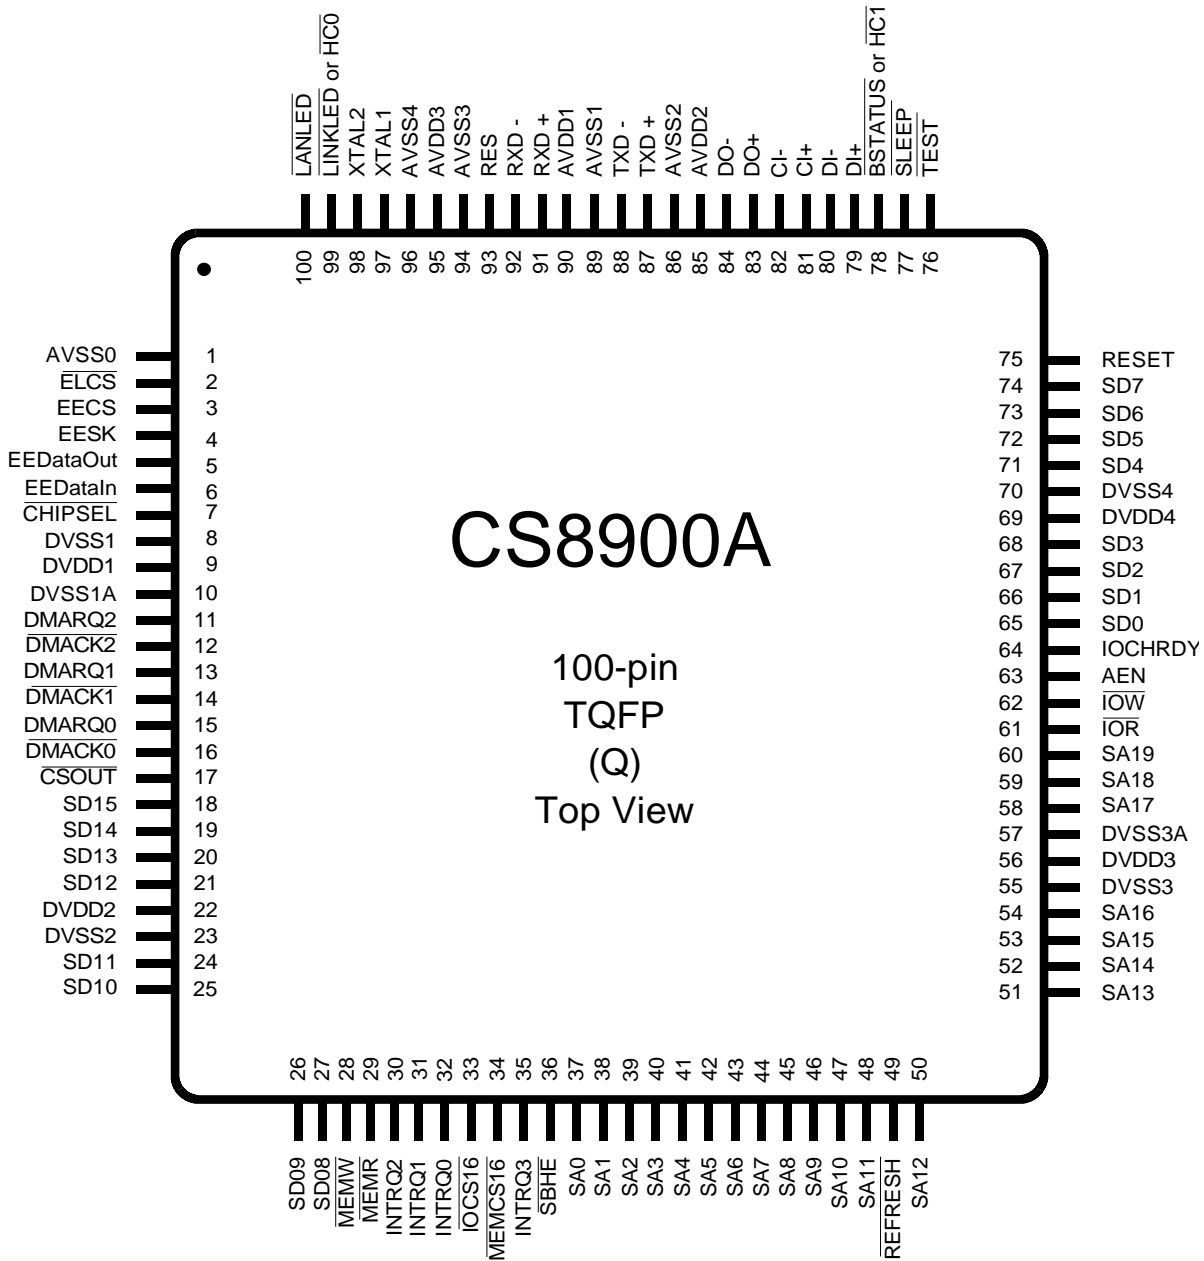 LANLED
LINKLED or HC0
XTAL2
XTAL1
AVSS4
AVDD3
AVSS3
RES
RXD -
RXD +
AVDD1
AVSS1
TXD -
TXD +
AVSS2
AVDD2
DO-
DO+
CI-
CI+
DI-
DI+
BSTATUS or HC1
SLEEP
TEST
100
99
98
97
96
95
94
93
92
91
90
89
88
87
86
85
84
83
82
81
80
79
78
77
76
AVSS0 1
ELCS 2
EECS 3
EESK 4
EEDataOut 5
EEDataIn 6
CHIPSEL 7
DVSS1 8
DVDD1 9
DVSS1A 10
DMARQ2 11
DMACK2 12
DMARQ1 13
DMACK1 14
DMARQ0 15
DMACK0 16
CSOUT 17
SD15 18
SD14 19
SD13 20
SD12 21
DVDD2 22
DVSS2 23
SD11 24
SD10 25
CS8900A
100-pin
TQFP
(Q)
Top View
75 RESET
74 SD7
73 SD6
72 SD5
71 SD4
70 DVSS4
69 DVDD4
68 SD3
67 SD2
66 SD1
65 SD0
64 IOCHRDY
63 AEN
62 IOW
61 IOR
60 SA19
59 SA18
58 SA17
57 DVSS3A
56 DVDD3
55 DVSS3
54 SA16
53 SA15
52 SA14
51 SA13
26
27
28
29
30
31
32
33
34
35
36
37
38
39
40
41
42
43
44
45
46
47
48
49
50
SD09
SD08
MEMW
MEMR
INTRQ2
INTRQ1
INTRQ0
IOCS16
MEMCS16
INTRQ3
SBHE
SA0
SA1
SA2
SA3
SA4
SA5
SA6
SA7
SA8
SA9
SA10
SA11
REFRESH
SA12